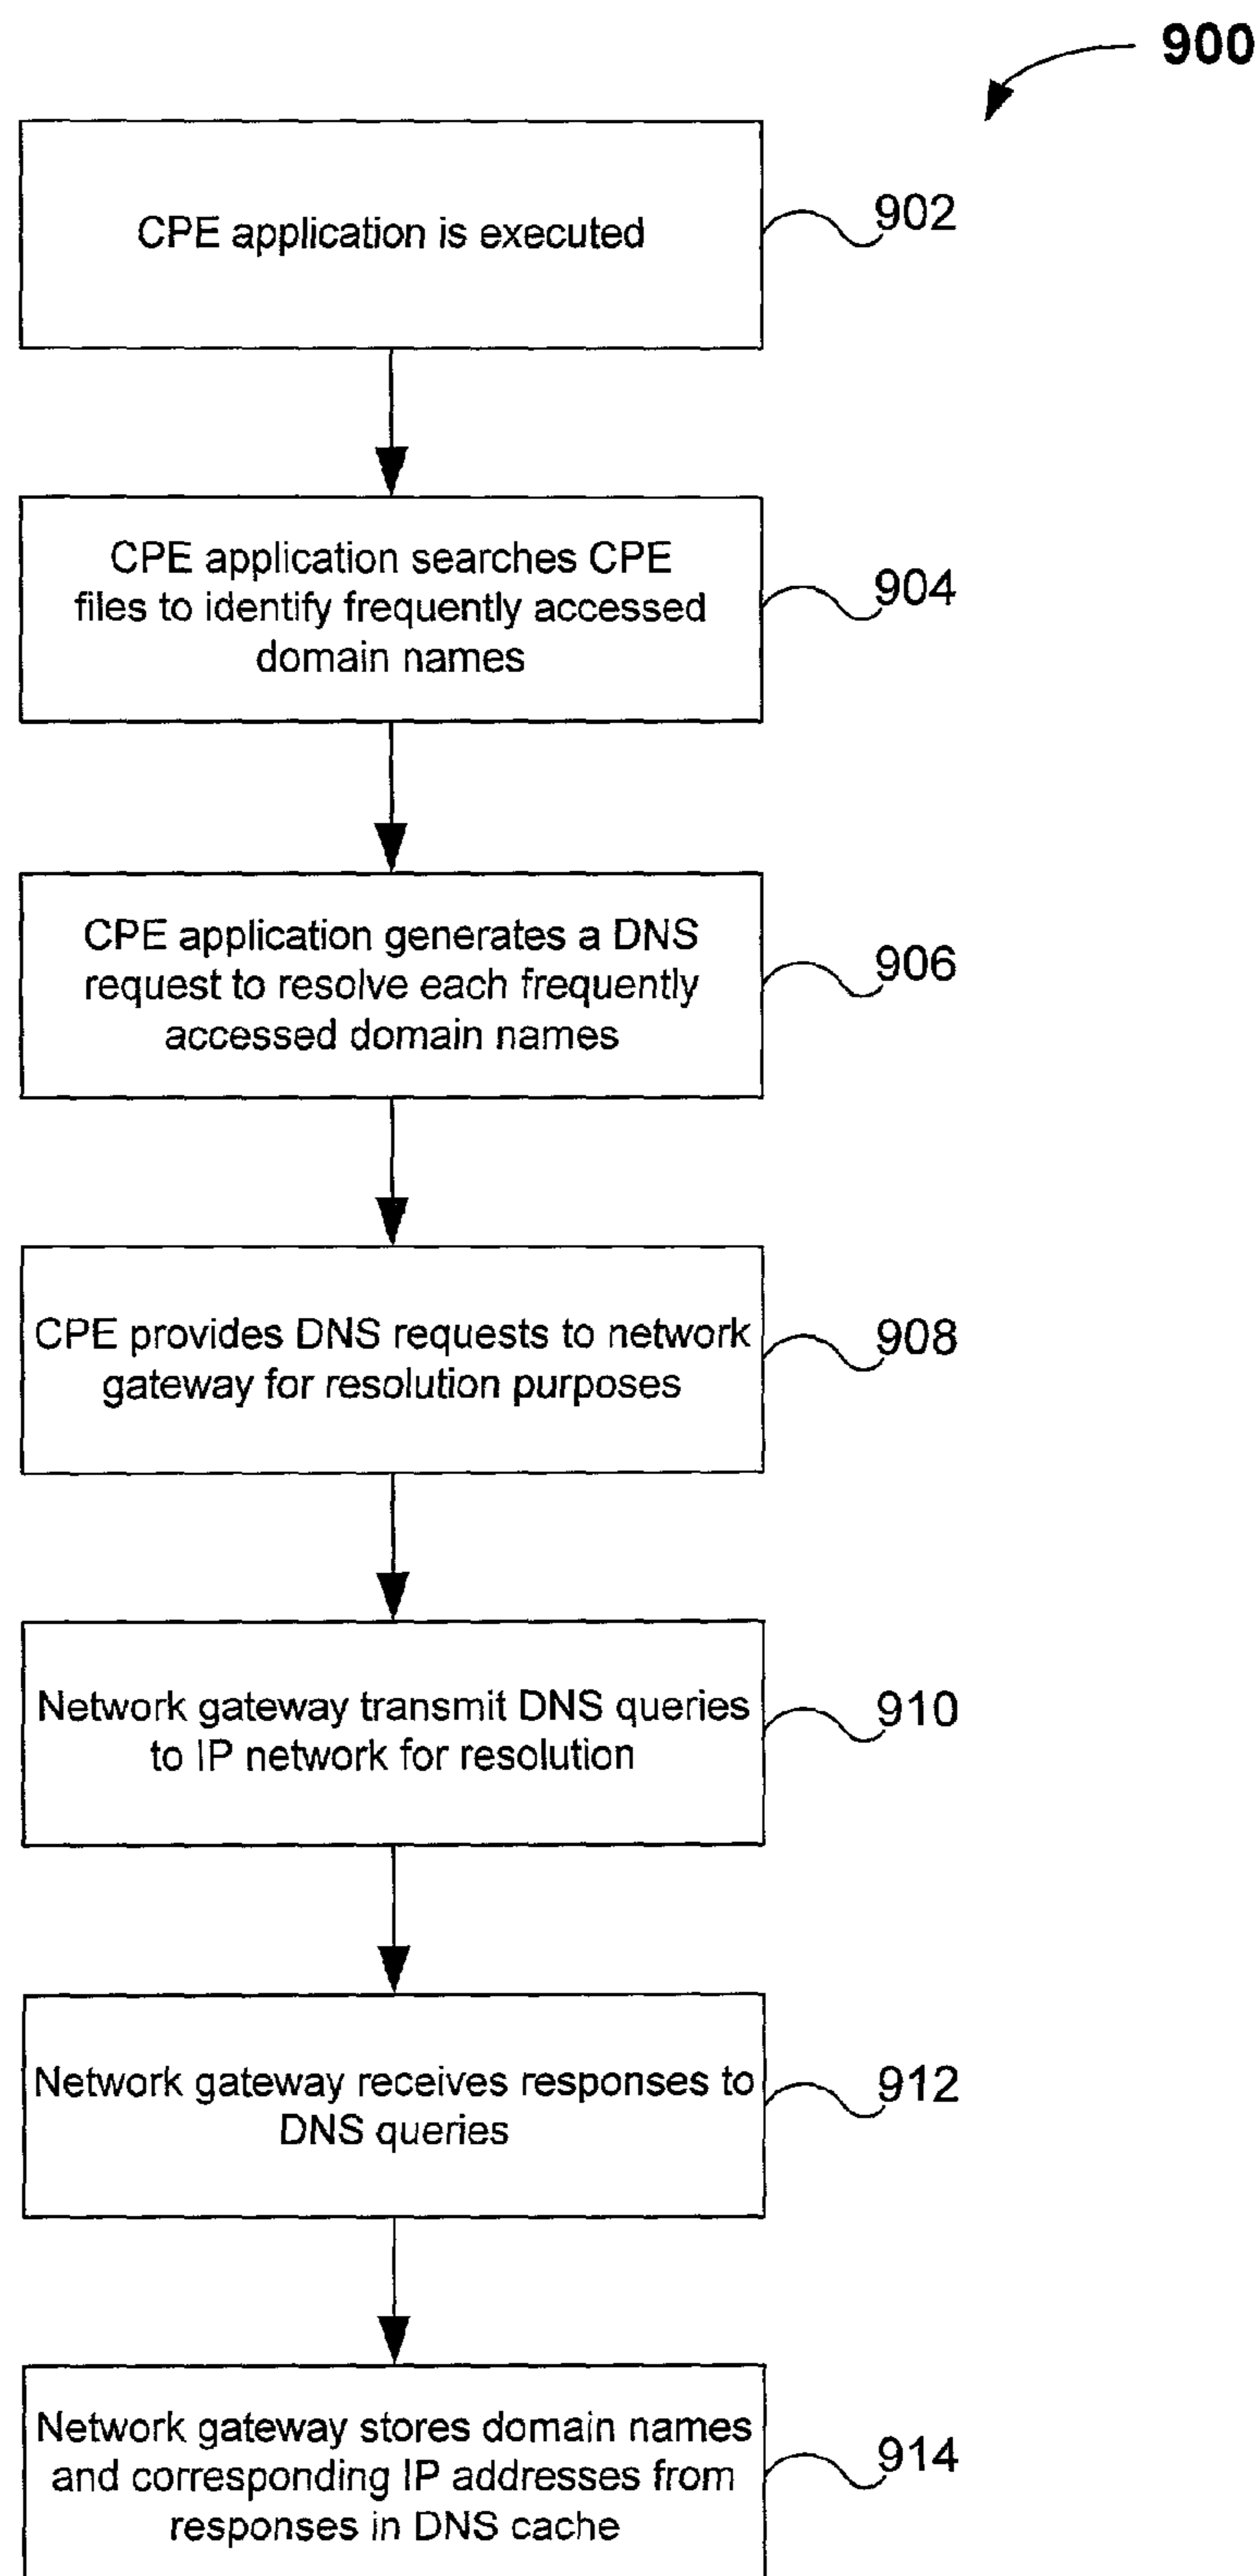 900
CPE application is executed
902
CPE application searches CPE
files to identify frequently accessed
domain names
904
CPE application generates a DNS
request to resolve each frequently
accessed domain names
906
CPE provides DNS requests to network
gateway for resolution purposes
908
Network gateway transmit DNS queries
to IP network for resolution
910
Network gateway receives responses to
DNS queries
912
Network gateway stores domain names
and corresponding IP addresses from
responses in DNS cache
914